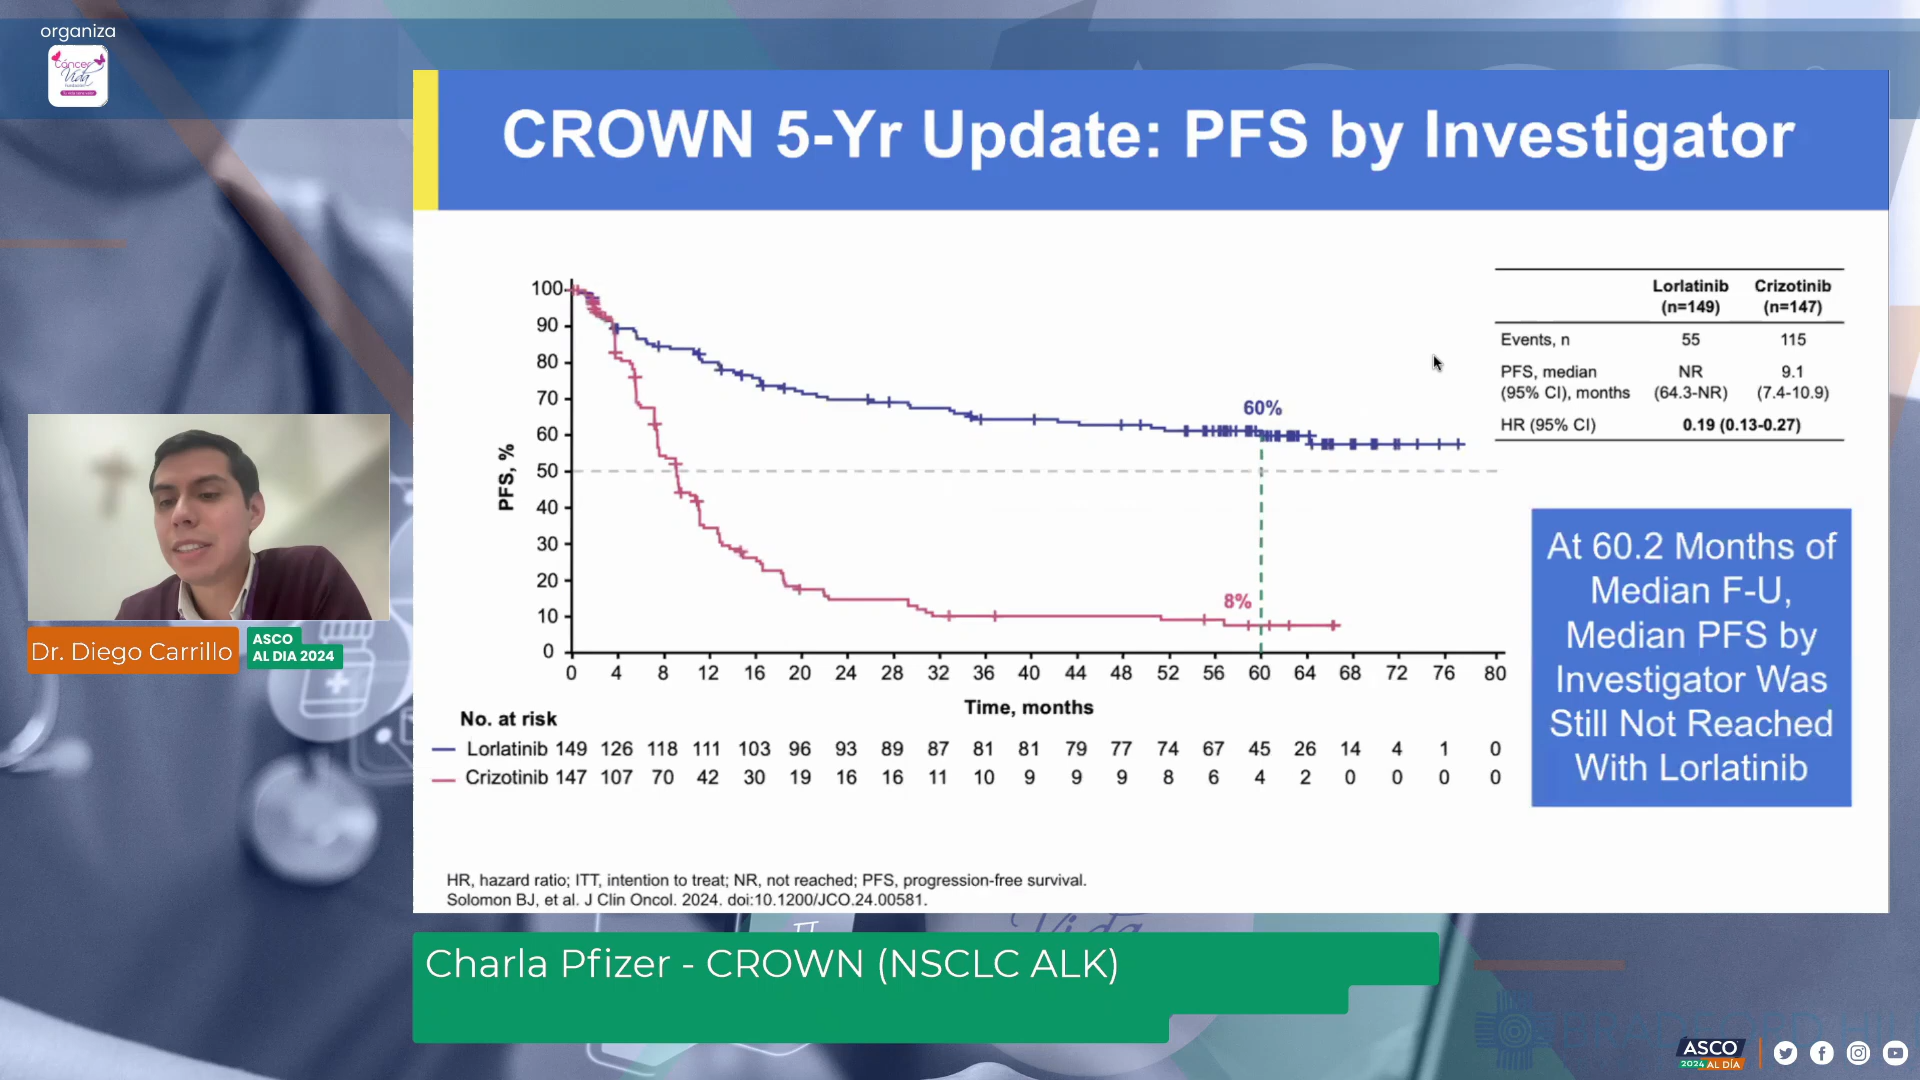 organiza
Cáncer
Vida
CROWN 5-Yr Update: PFS by Investigator
Lorlatinib Crizotinib
(n=149) (n=147)
Events, n 55 115
PFS, median NR 9.1
(95% CI), months (64.3-NR) (7.4-10.9)
HR (95% CI) 0.19 (0.13-0.27)
PFS, %
100
90
80
70
60
50
40
30
20
10
0
60%
8%
0 4 8 12 16 20 24 28 32 36 40 44 48 52 56 60 64 68 72 76 80
Time, months
No. at risk
Lorlatinib 149 126 118 111 103 96 93 89 87 81 81 79 77 74 67 45 26 14 4 1 0
Crizotinib 147 107 70 42 30 19 16 16 11 10 9 9 9 8 6 4 2 0 0 0 0
At 60.2 Months of
Median F-U,
Median PFS by
Investigator Was
Still Not Reached
With Lorlatinib
HR, hazard ratio; ITT, intention to treat; NR, not reached; PFS, progression-free survival.
Solomon BJ, et al. J Clin Oncol. 2024. doi:10.1200/JCO.24.00581.
Dr. Diego Carrillo
ASCO
AL DIA 2024
Vida
Charla Pfizer - CROWN (NSCLC ALK)
BRADFORD HILL
ASCO
2024 AL DÍA